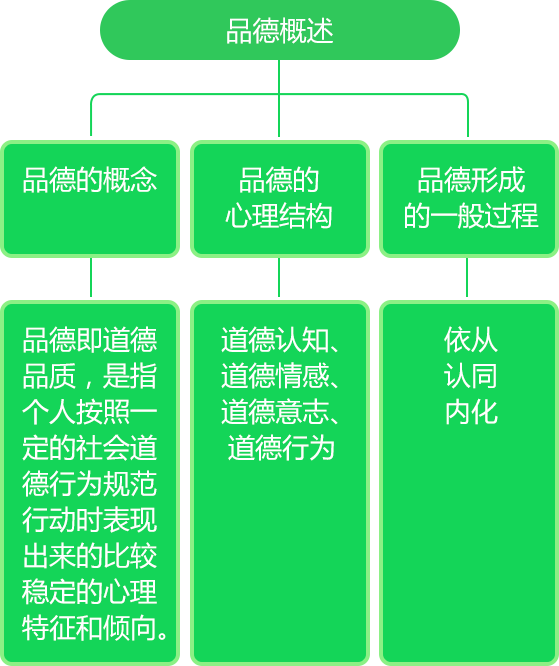 品德概述
品德的概念
品德的
心理结构
品德形成
的一般过程
品德即道德
品质，是指
个人按照一
定的社会道
德行为规范
行动时表现
出来的比较
稳定的心理
特征和倾向。
道德认知、
道德情感、
道德意志、
道德行为
依从
认同
内化